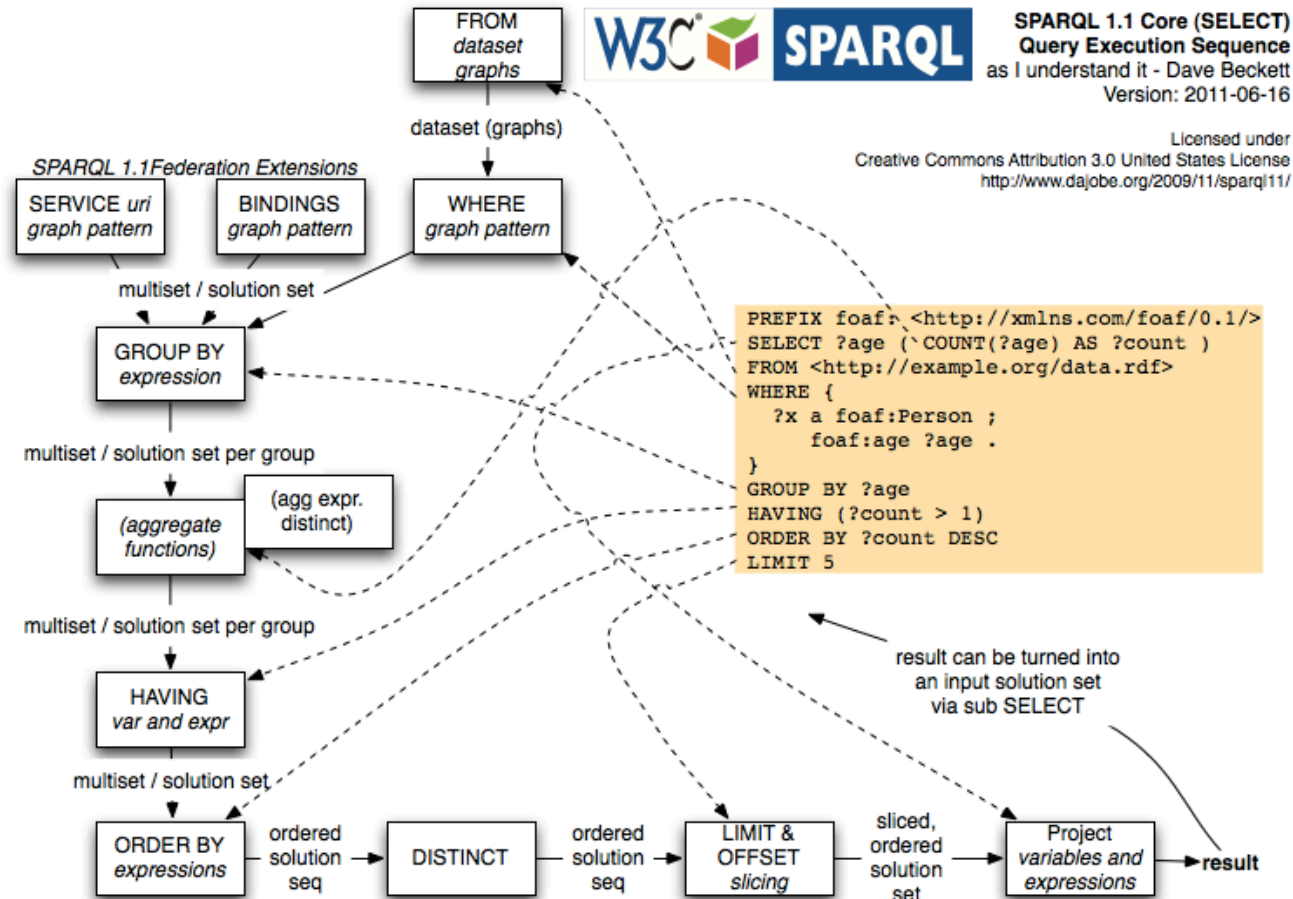 FROM
dataset
graphs
W3C® SPARQL
SPARQL 1.1 Core (SELECT)
Query Execution Sequence
as I understand it - Dave Beckett
Version: 2011-06-16
Licensed under
Creative Commons Attribution 3.0 United States License
http://www.dajobe.org/2009/11/sparql11/
dataset (graphs)
SPARQL 1.1Federation Extensions
SERVICE uri
graph pattern
BINDINGS
graph pattern
WHERE
graph pattern
multiset / solution set
GROUP BY
expression
multiset / solution set per group
(aggregate
functions)
(agg expr.
distinct)
multiset / solution set per group
HAVING
var and expr
multiset / solution set
PREFIX foaf: <http://xmlns.com/foaf/0.1/>
SELECT ?age ( COUNT(?age) AS ?count )
FROM <http://example.org/data.rdf>
WHERE {
?x a foaf:Person ;
foaf:age ?age .
}
GROUP BY ?age
HAVING (?count > 1)
ORDER BY ?count DESC
LIMIT 5
result can be turned into
an input solution set
via sub SELECT
ORDER BY
expressions
ordered
solution
seq
DISTINCT
ordered
solution
seq
LIMIT &
OFFSET
slicing
sliced,
ordered
solution
set
Project
variables and
expressions
result